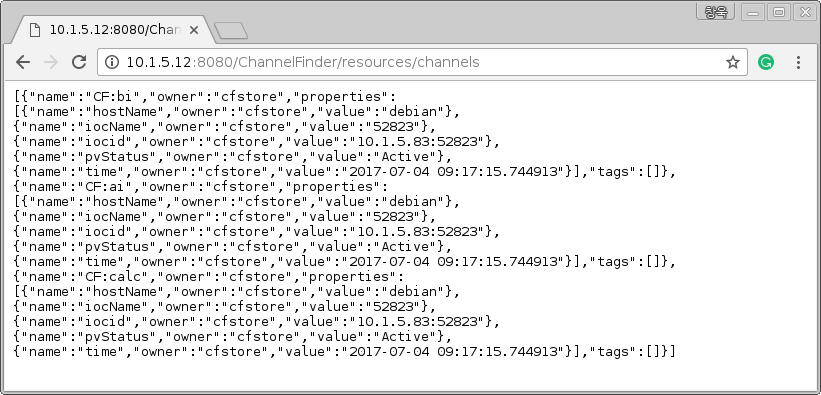 항목
10.1.5.12:8080/Chan
10.1.5.12:8080/ChannelFinder/resources/channels
[{"name":"CF:bi","owner":"cfstore","properties":
[{"name":"hostName","owner":"cfstore","value":"debian"},
{"name":"iocName","owner":"cfstore","value":"52823"},
{"name":"iocid","owner":"cfstore","value":"10.1.5.83:52823"},
{"name":"pvStatus","owner":"cfstore","value":"Active"},
{"name":"time","owner":"cfstore","value":"2017-07-04 09:17:15.744913"}],"tags":[]},
{"name":"CF:ai","owner":"cfstore","properties":
[{"name":"hostName","owner":"cfstore","value":"debian"},
{"name":"iocName","owner":"cfstore","value":"52823"},
{"name":"iocid","owner":"cfstore","value":"10.1.5.83:52823"},
{"name":"pvStatus","owner":"cfstore","value":"Active"},
{"name":"time","owner":"cfstore","value":"2017-07-04 09:17:15.744913"}],"tags":[]},
{"name":"CF:calc","owner":"cfstore","properties":
[{"name":"hostName","owner":"cfstore","value":"debian"},
{"name":"iocName","owner":"cfstore","value":"52823"},
{"name":"iocid","owner":"cfstore","value":"10.1.5.83:52823"},
{"name":"pvStatus","owner":"cfstore","value":"Active"},
{"name":"time","owner":"cfstore","value":"2017-07-04 09:17:15.744913"}],"tags":[]}]